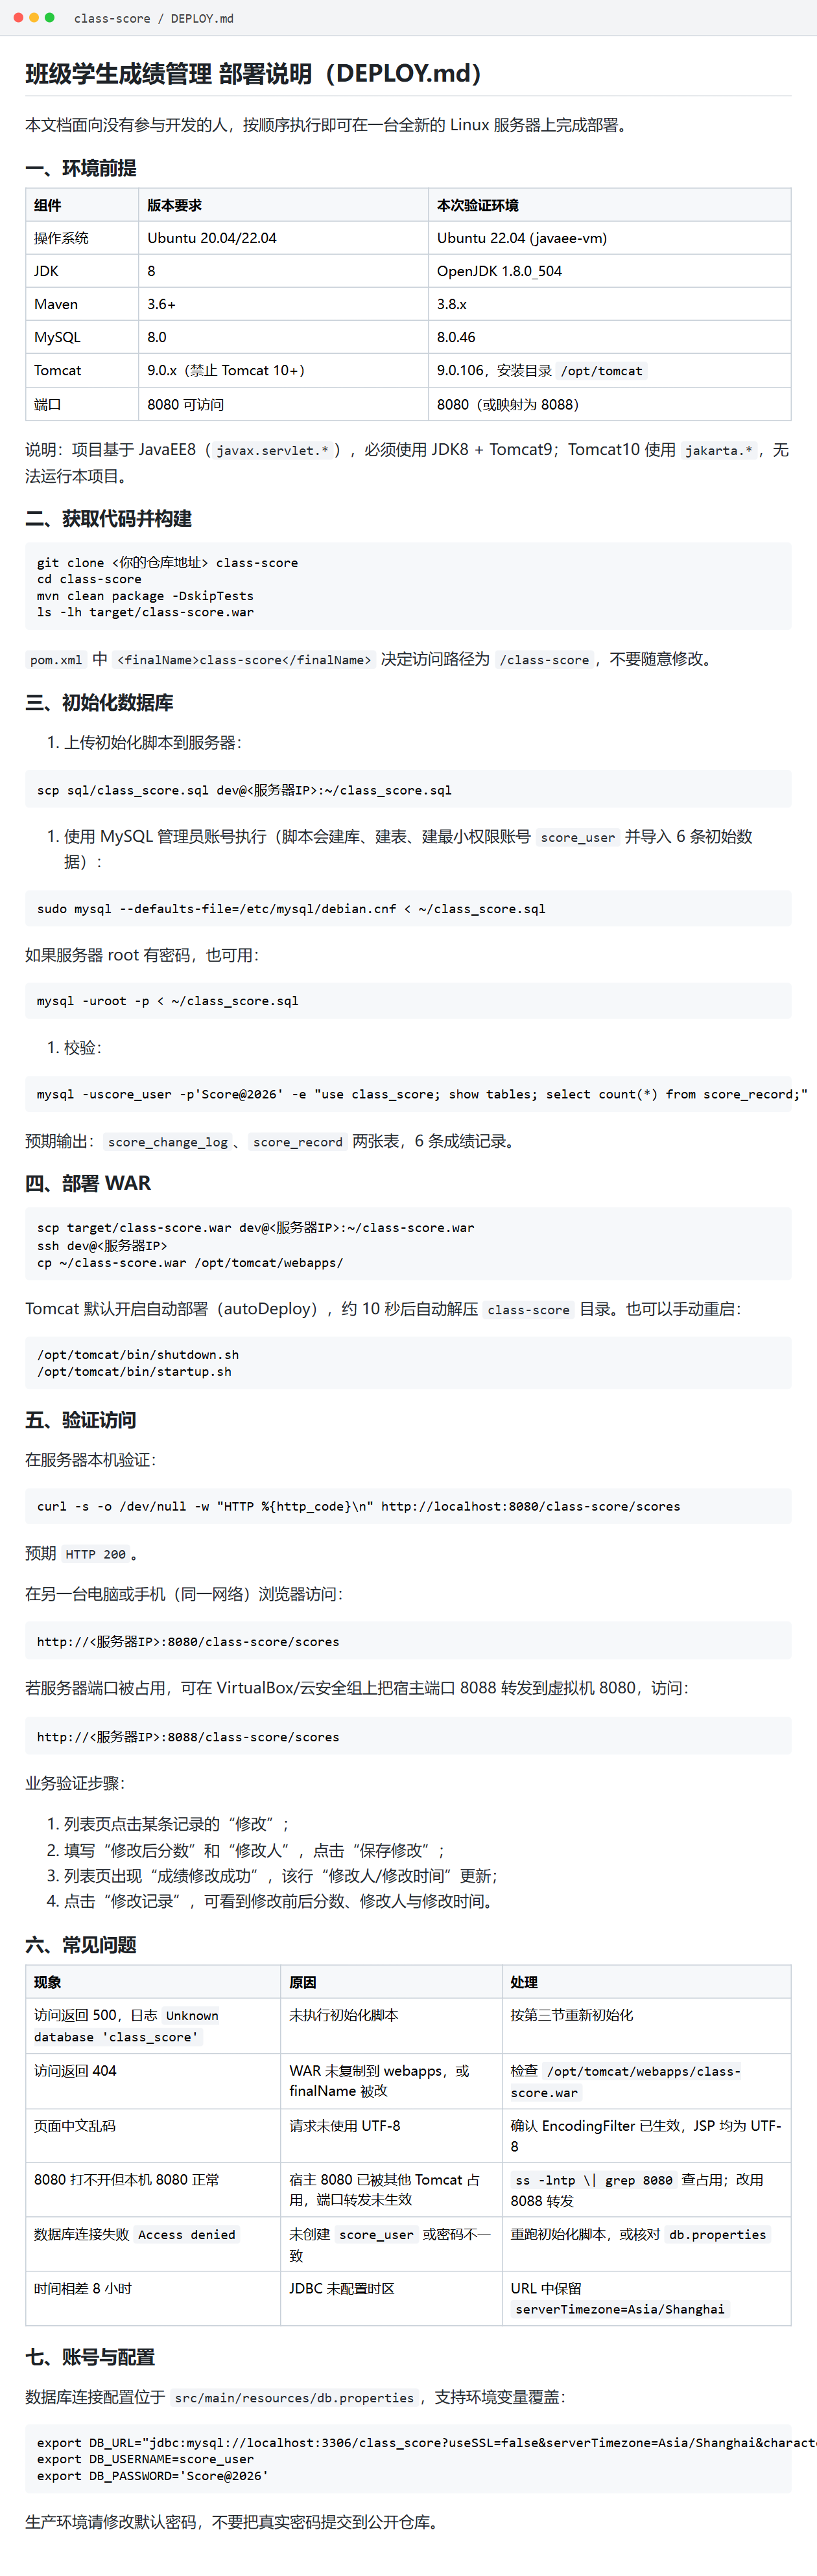 class-score / DEPLOY.md
班级学生成绩管理 部署说明（DEPLOY.md）
本文档面向没有参与开发的人，按顺序执行即可在一台全新的 Linux 服务器上完成部署。
一、环境前提
组件 版本要求 本次验证环境
操作系统 Ubuntu 20.04/22.04 Ubuntu 22.04 (javaee-vm)
JDK 8 OpenJDK 1.8.0_504
Maven 3.6+ 3.8.x
MySQL 8.0 8.0.46
Tomcat 9.0.x（禁止 Tomcat 10+） 9.0.106，安装目录 /opt/tomcat
端口 8080 可访问 8080（或映射为 8088）
说明：项目基于 JavaEE8（javax.servlet.*），必须使用 JDK8 + Tomcat9；Tomcat10 使用 jakarta.*，无
法运行本项目。
二、获取代码并构建
git clone <你的仓库地址> class-score
cd class-score
mvn clean package -DskipTests
ls -lh target/class-score.war
pom.xml 中 <finalName>class-score</finalName> 决定访问路径为 /class-score，不要随意修改。
三、初始化数据库
1. 上传初始化脚本到服务器：
scp sql/class_score.sql dev@<服务器IP>:~/class_score.sql
1. 使用 MySQL 管理员账号执行（脚本会建库、建表、建最小权限账号 score_user 并导入 6 条初始数
据）：
sudo mysql --defaults-file=/etc/mysql/debian.cnf < ~/class_score.sql
如果服务器 root 有密码，也可用：
mysql -uroot -p < ~/class_score.sql
1. 校验：
mysql -uscore_user -p'Score@2026' -e "use class_score; show tables; select count(*) from score_record;"
预期输出：score_change_log、score_record 两张表，6 条成绩记录。
四、部署 WAR
scp target/class-score.war dev@<服务器IP>:~/class-score.war
ssh dev@<服务器IP>
cp ~/class-score.war /opt/tomcat/webapps/
Tomcat 默认开启自动部署（autoDeploy），约 10 秒后自动解压 class-score 目录。也可以手动重启：
/opt/tomcat/bin/shutdown.sh
/opt/tomcat/bin/startup.sh
五、验证访问
在服务器本机验证：
curl -s -o /dev/null -w "HTTP %{http_code}\n" http://localhost:8080/class-score/scores
预期 HTTP 200。
在另一台电脑或手机（同一网络）浏览器访问：
http://<服务器IP>:8080/class-score/scores
若服务器端口被占用，可在 VirtualBox/云安全组上把宿主端口 8088 转发到虚拟机 8080，访问：
http://<服务器IP>:8088/class-score/scores
业务验证步骤：
1. 列表页点击某条记录的“修改”；
2. 填写“修改后分数”和“修改人”，点击“保存修改”；
3. 列表页出现“成绩修改成功”，该行“修改人/修改时间”更新；
4. 点击“修改记录”，可看到修改前后分数、修改人与修改时间。
六、常见问题
现象 原因 处理
访问返回 500，日志 Unknown database 'class_score' 未执行初始化脚本 按第三节重新初始化
访问返回 404 WAR 未复制到 webapps，或 finalName 被改 检查 /opt/tomcat/webapps/class-score.war
页面中文乱码 请求未使用 UTF-8 确认 EncodingFilter 已生效，JSP 均为 UTF-8
8080 打不开但本机 8080 正常 宿主 8080 已被其他 Tomcat 占用，端口转发未生效 ss -lntp \| grep 8080 查占用；改用 8088 转发
数据库连接失败 Access denied 未创建 score_user 或密码不一致 重跑初始化脚本，或核对 db.properties
时间相差 8 小时 JDBC 未配置时区 URL 中保留 serverTimezone=Asia/Shanghai
七、账号与配置
数据库连接配置位于 src/main/resources/db.properties，支持环境变量覆盖：
export DB_URL="jdbc:mysql://localhost:3306/class_score?useSSL=false&serverTimezone=Asia/Shanghai&charact
export DB_USERNAME=score_user
export DB_PASSWORD='Score@2026'
生产环境请修改默认密码，不要把真实密码提交到公开仓库。